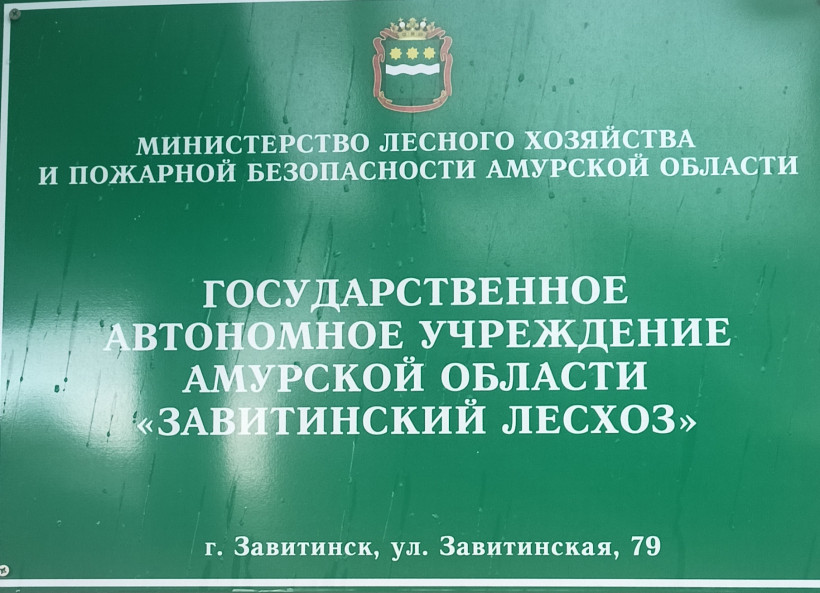 МИНИСТЕРСТВО ЛЕСНОГО ХОЗЯЙСТВА
И ПОЖАРНОЙ БЕЗОПАСНОСТИ АМУРСКОЙ ОБЛАСТИ
ГОСУДАРСТВЕННОЕ
АВТОНОМНОЕ УЧРЕЖДЕНИЕ
АМУРСКОЙ ОБЛАСТИ
«ЗАВИТИНСКИЙ ЛЕСХОЗ»
г. Завитинск, ул. Завитинская, 79